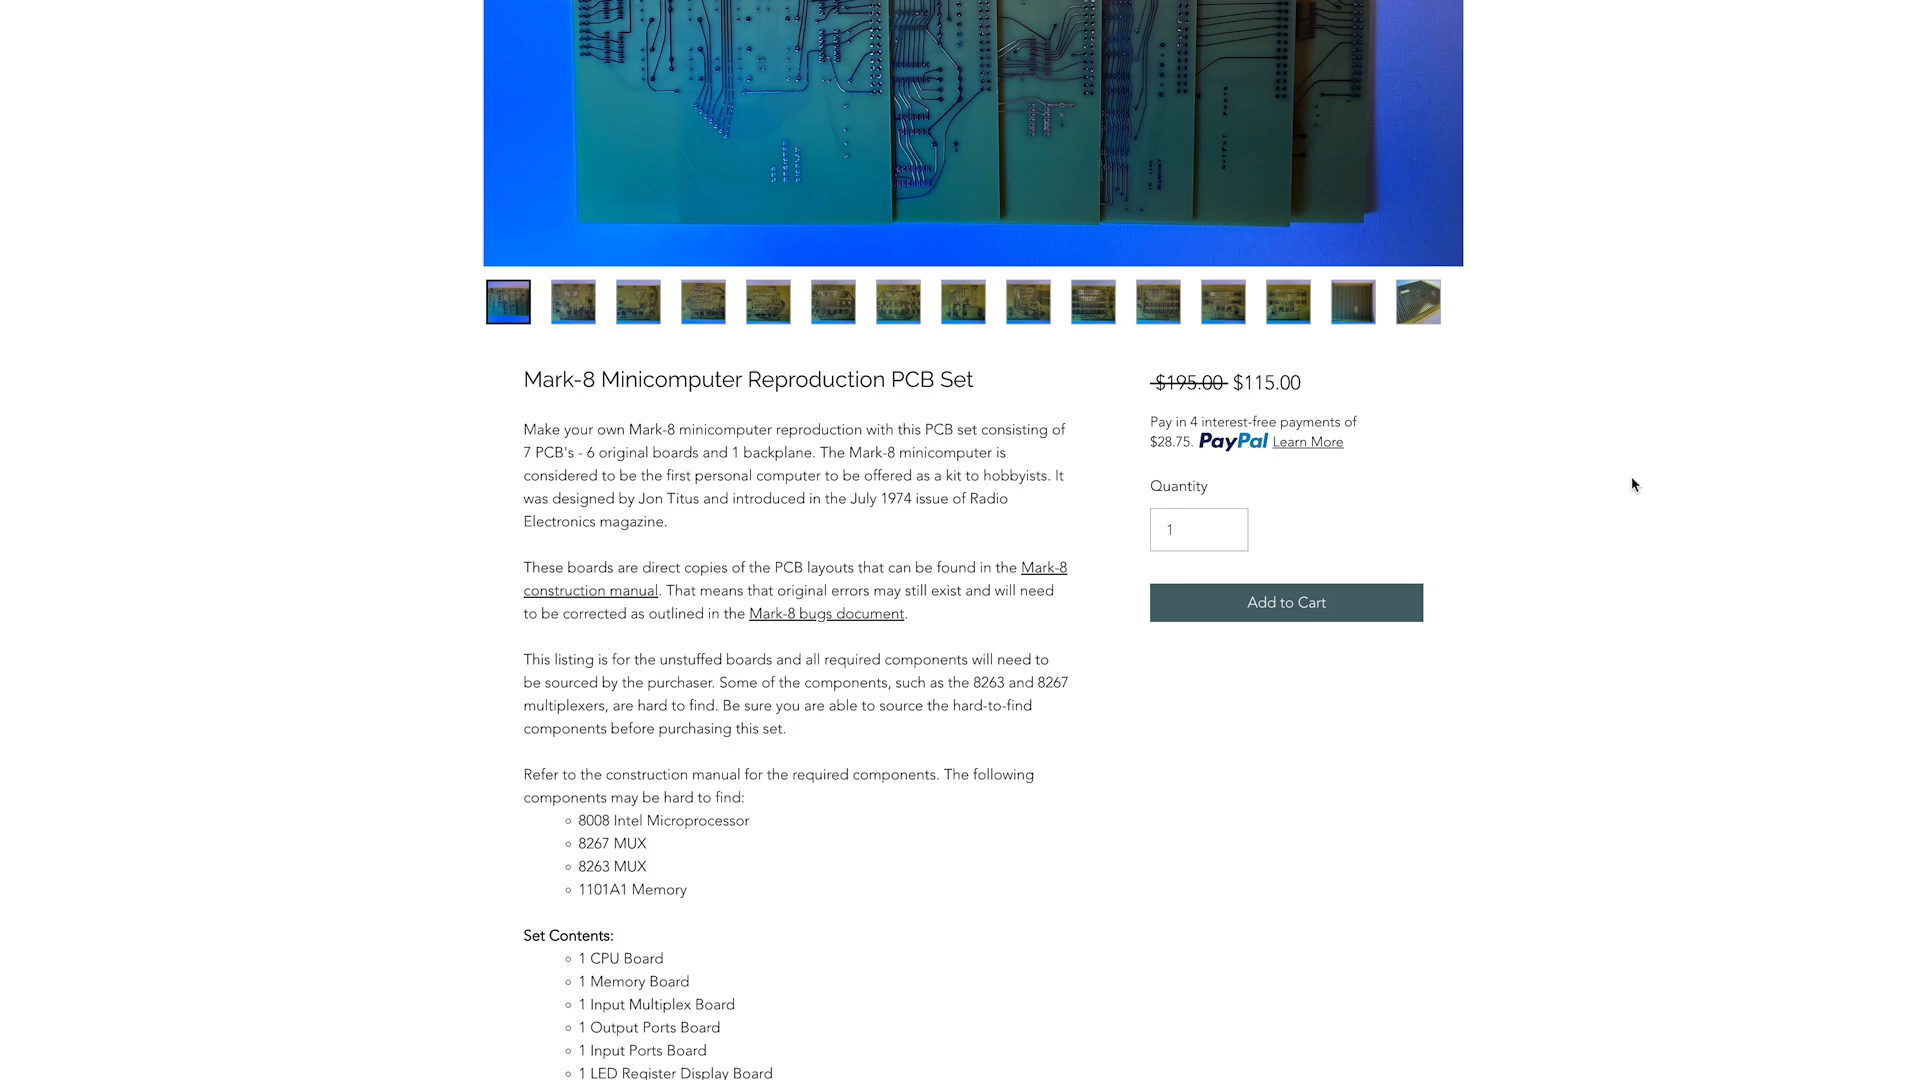 LED
REGISTER
DISPLAY
OUTPUT PORTS
Mark-8 Minicomputer Reproduction PCB Set
$195.00 $115.00
Pay in 4 interest-free payments of
$28.75. PayPal Learn More
Quantity
1
Add to Cart
Make your own Mark-8 minicomputer reproduction with this PCB set consisting of
7 PCB's - 6 original boards and 1 backplane. The Mark-8 minicomputer is
considered to be the first personal computer to be offered as a kit to hobbyists. It
was designed by Jon Titus and introduced in the July 1974 issue of Radio
Electronics magazine.
These boards are direct copies of the PCB layouts that can be found in the Mark-8
construction manual. That means that original errors may still exist and will need
to be corrected as outlined in the Mark-8 bugs document.
This listing is for the unstuffed boards and all required components will need to
be sourced by the purchaser. Some of the components, such as the 8263 and 8267
multiplexers, are hard to find. Be sure you are able to source the hard-to-find
components before purchasing this set.
Refer to the construction manual for the required components. The following
components may be hard to find:
8008 Intel Microprocessor
8267 MUX
8263 MUX
1101A1 Memory
Set Contents:
1 CPU Board
1 Memory Board
1 Input Multiplex Board
1 Output Ports Board
1 Input Ports Board
1 LED Register Display Board